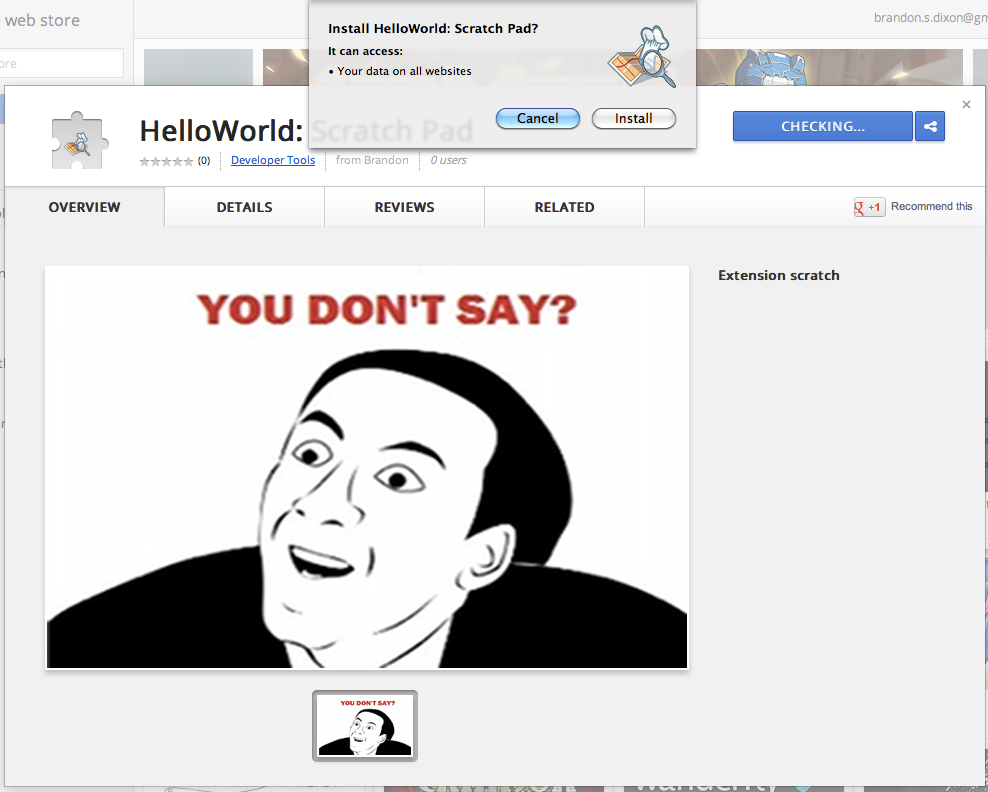 web store
brandon.s.dixon@gm
Install HelloWorld: Scratch Pad?
It can access:
• Your data on all websites
Cancel
Install
HelloWorld: Scratch Pad
CHECKING...
(0)
Developer Tools
from Brandon
0 users
OVERVIEW
DETAILS
REVIEWS
RELATED
g +1
Recommend this
YOU DON'T SAY?
Extension scratch
YOU DON'T SAY?